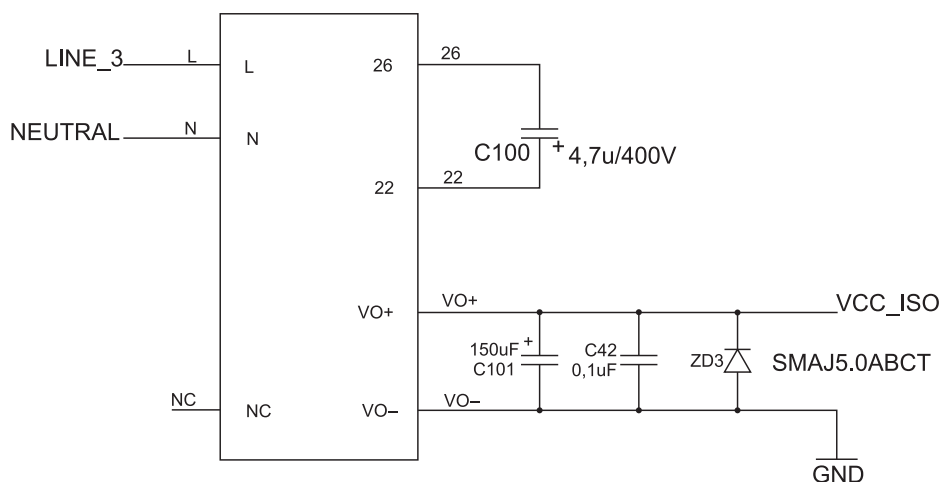 LINE_3 L L 26 26
NEUTRAL N N
C100 + 4,7u/400V
22 22
VO+ VO+ VCC_ISO
150uF + C42
C101 0,1uF ZD3 SMAJ5.0ABCT
NC NC VO– VO–
GND